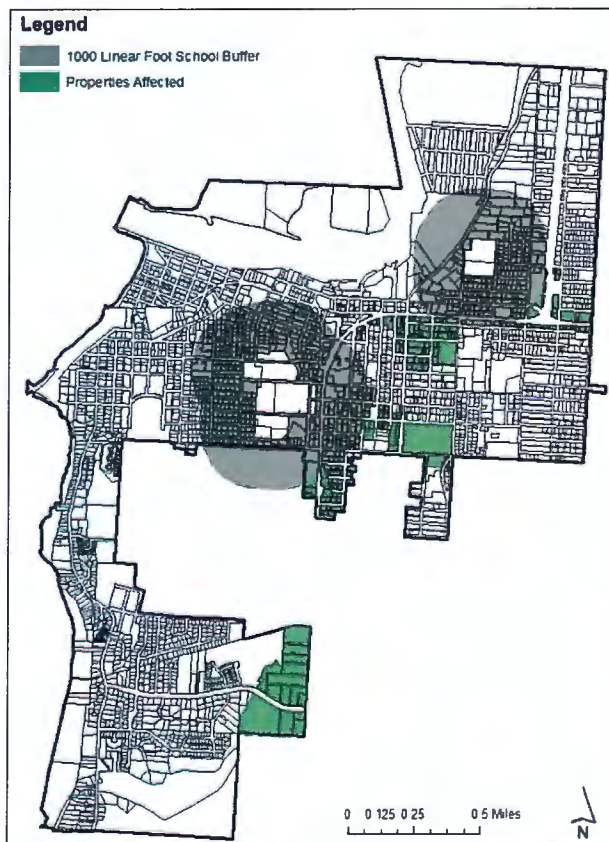 Legend
1000 Linear Foot School Buffer
Properties Affected
0 0 125 0 25 0 5 Miles
N